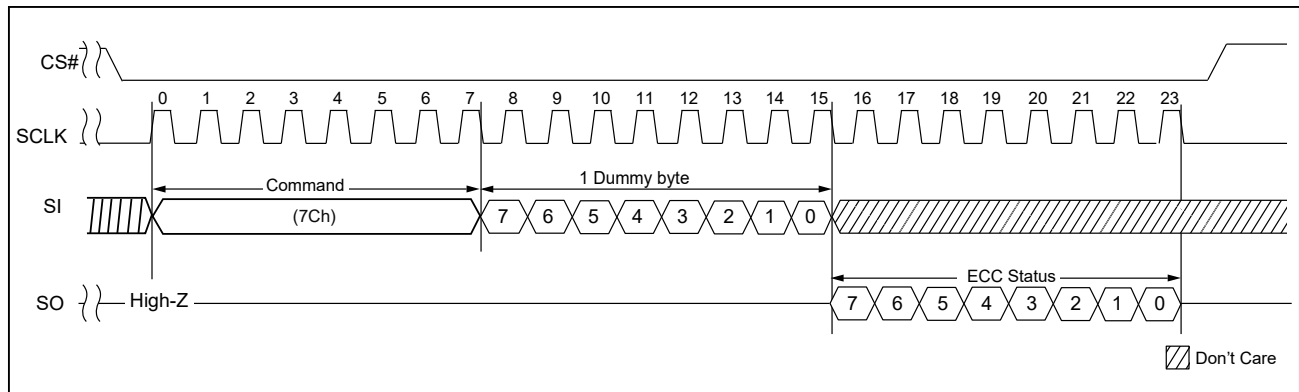 CS#
0 1 2 3 4 5 6 7 8 9 10 11 12 13 14 15 16 17 18 19 20 21 22 23
SCLK
Command 1 Dummy byte
SI (7Ch) 7 6 5 4 3 2 1 0
ECC Status
SO High-Z 7 6 5 4 3 2 1 0
Don't Care